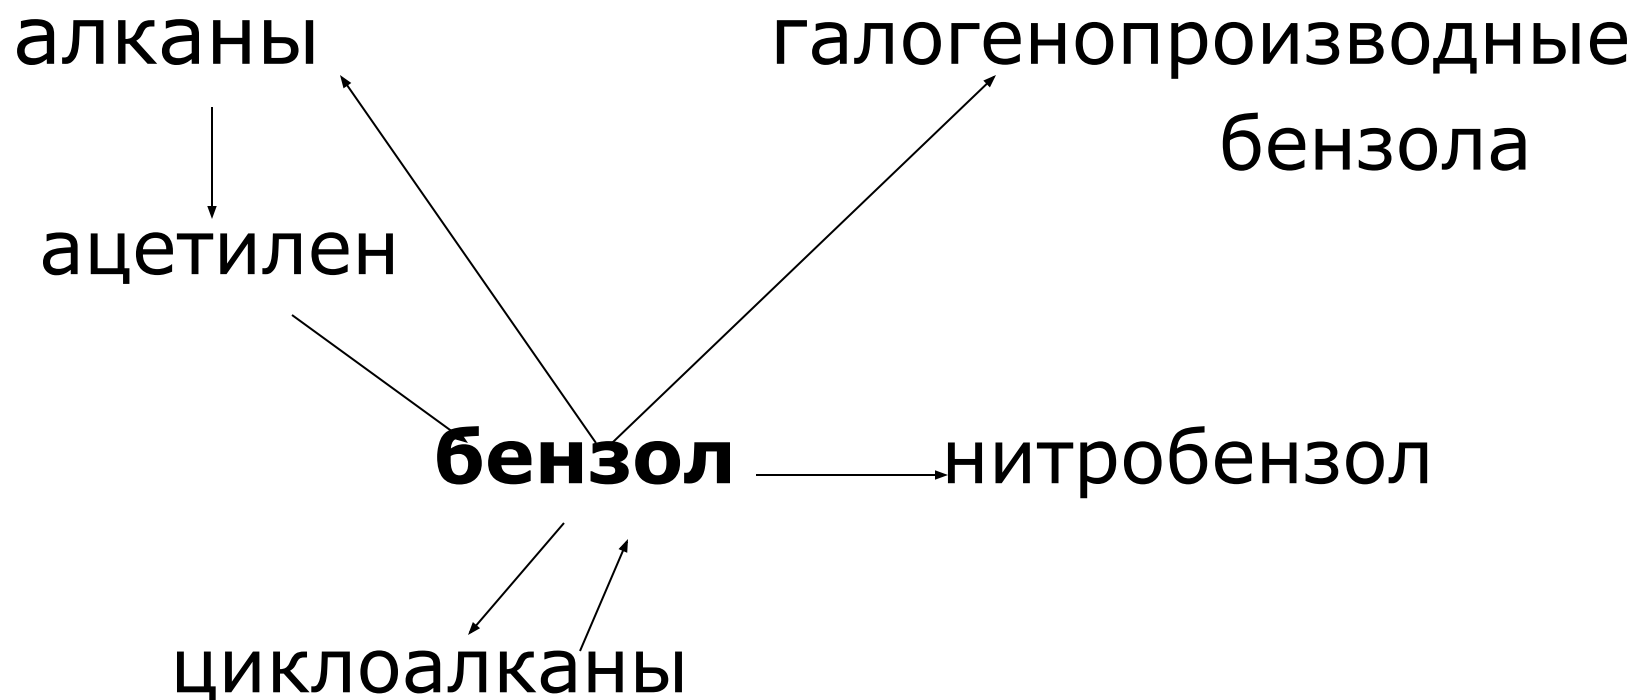 алканы
галогенопроизводные
бензола
ацетилен
бензол
нитробензол
циклоалканы